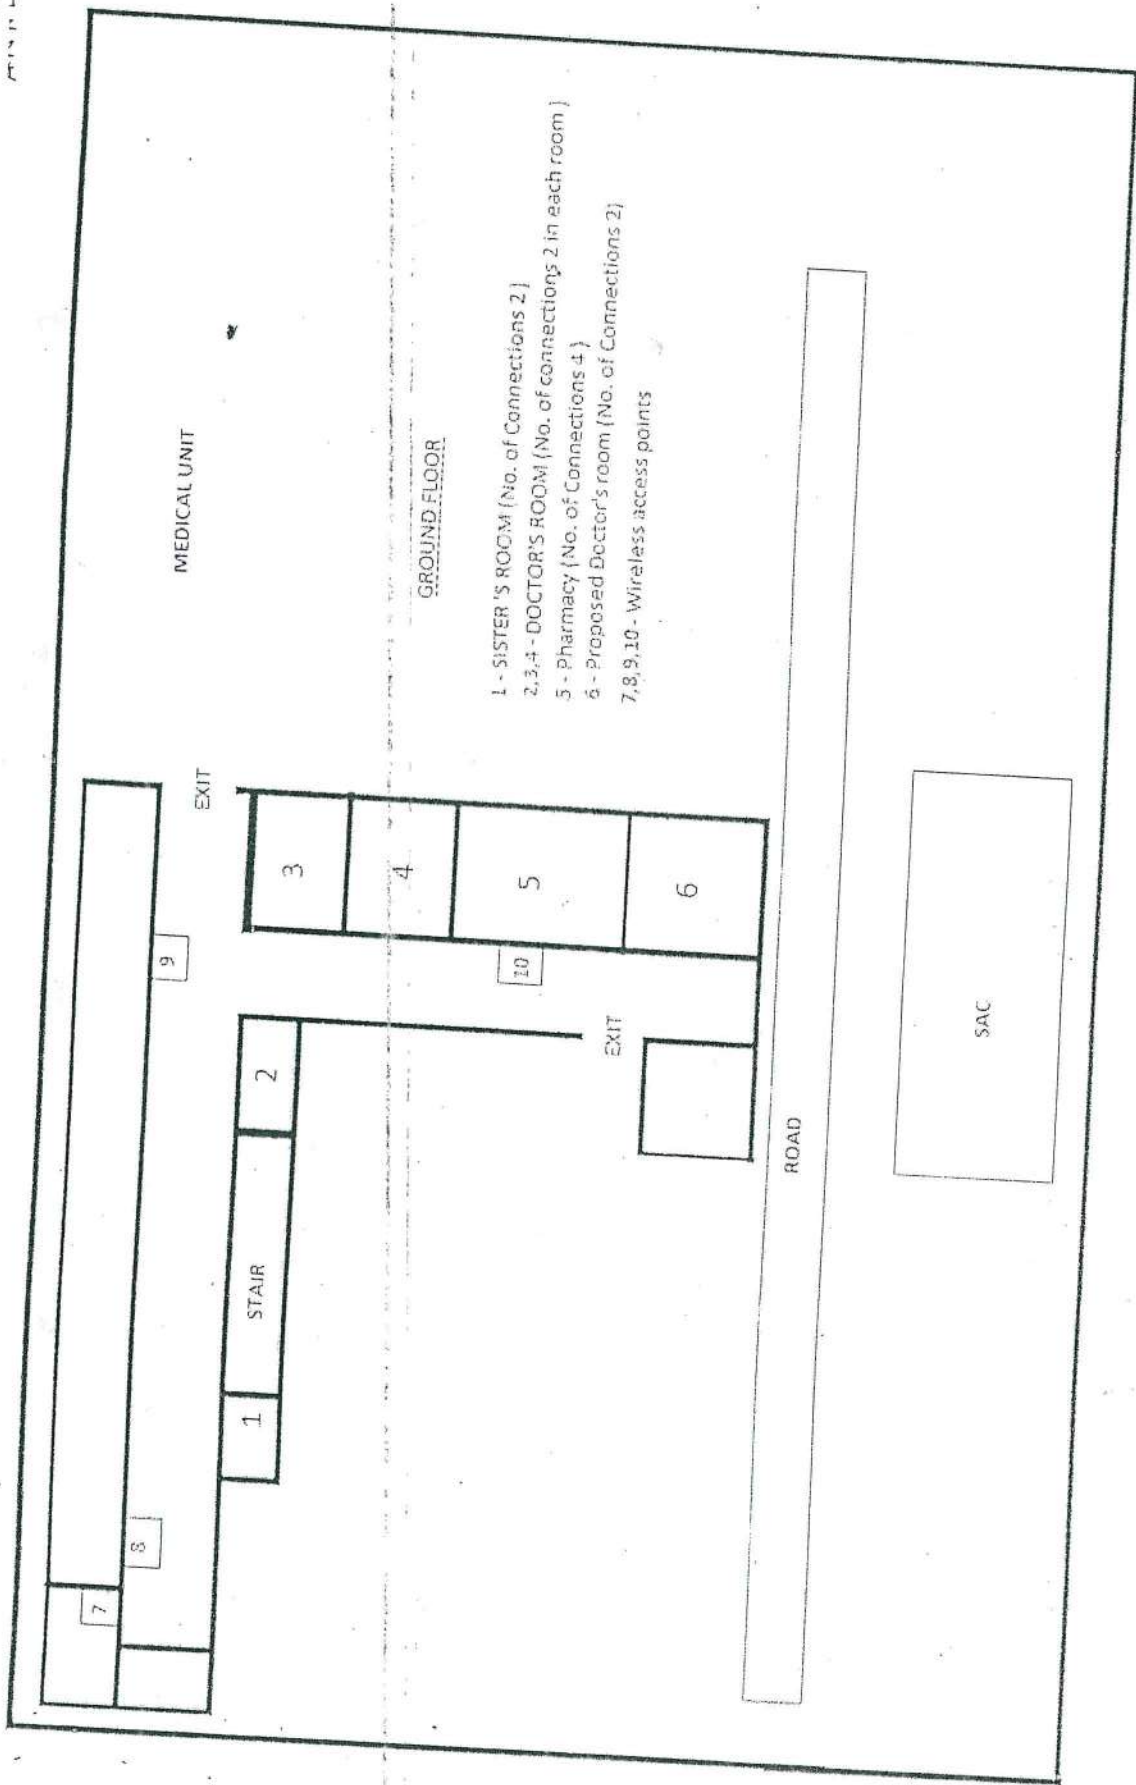 MEDICAL UNIT
GROUND FLOOR
1 - SISTER'S ROOM (No. of Connections 2)
2,3,4 - DOCTOR'S ROOM (No. of connections 2 in each room)
5 - Pharmacy (No. of Connections 4)
6 - Proposed Doctor's room (No. of Connections 2)
7,8,9,10 - Wireless access points
7
8
9
EXIT
1
STAIR
2
3
4
10
5
EXIT
6
ROAD
SAC